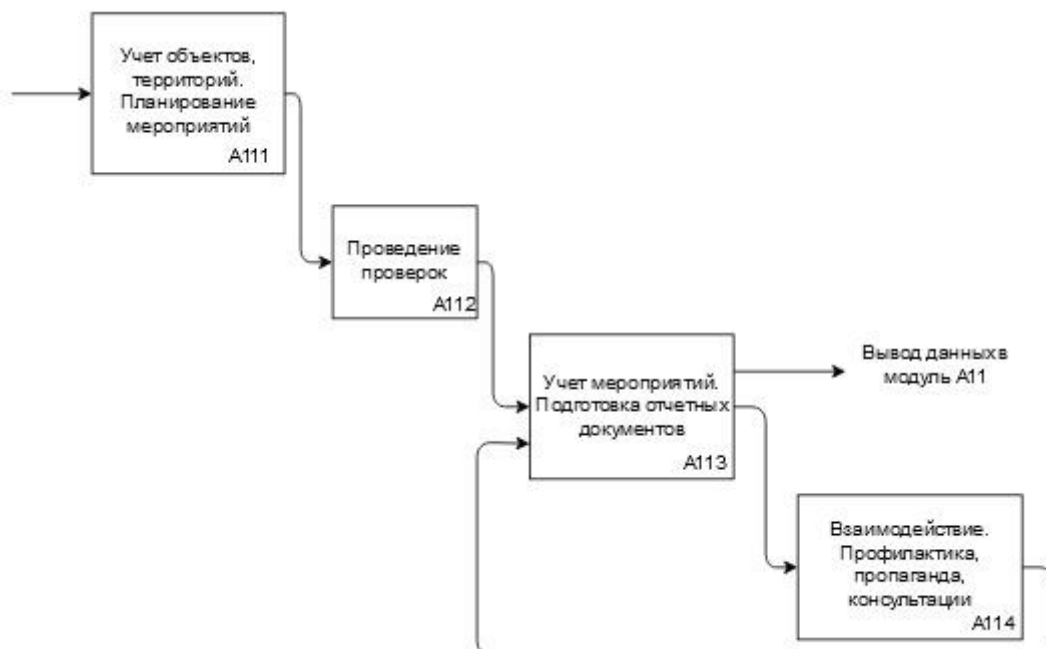 Учет объектов,
территорий.
Планирование
мероприятий
А111
Проведение
проверок
А112
Учет мероприятий.
Подготовка отчетных
документов
А113
Вывод данных в
модуль А11
Взаимодействие.
Профилактика,
пропаганда,
консультации
А114